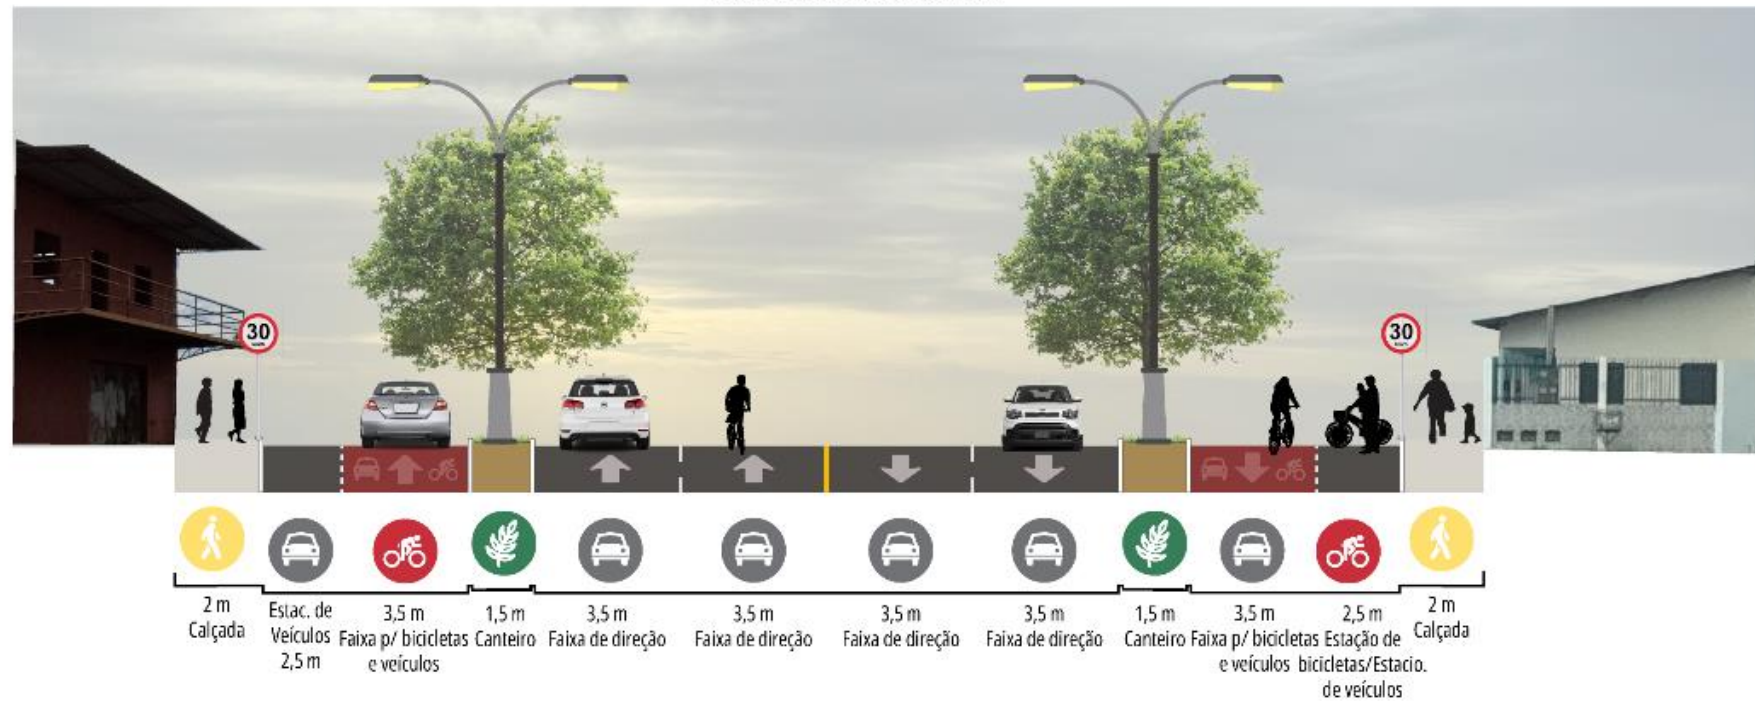 30
30
2 m
Calçada
Estac. de
Veículos
2,5 m
3,5 m
Faixa p/ bicicletas
e veículos
1,5 m
Canteiro
3,5 m
Faixa de direção
3,5 m
Faixa de direção
3,5 m
Faixa de direção
3,5 m
Faixa de direção
1,5 m
Canteiro
3,5 m
Faixa p/ bicicletas
e veículos
2,5 m
Estação de
bicicletas/Estacio.
de veículos
2 m
Calçada